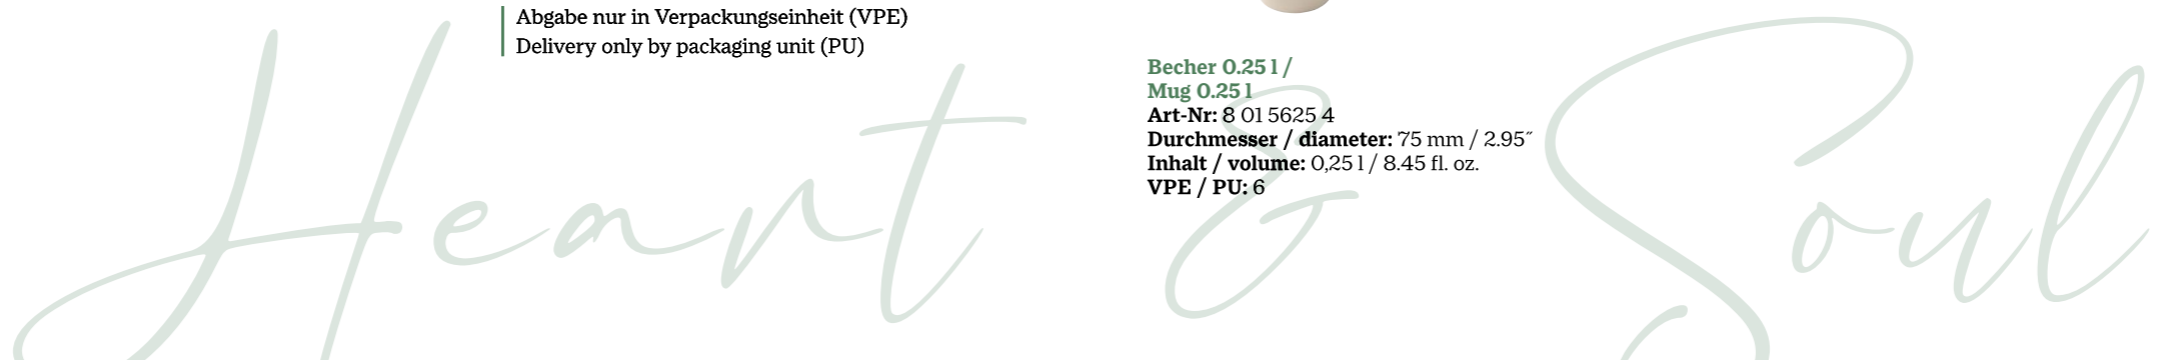 Abgabe nur in Verpackungseinheit (VPE)
Delivery only by packaging unit (PU)
Becher 0.25 l /
Mug 0.25 l
Art-Nr: 8 01 5625 4
Durchmesser / diameter: 75 mm / 2.95″
Inhalt / volume: 0,25 l / 8.45 fl. oz.
VPE / PU: 6
Heart & Soul